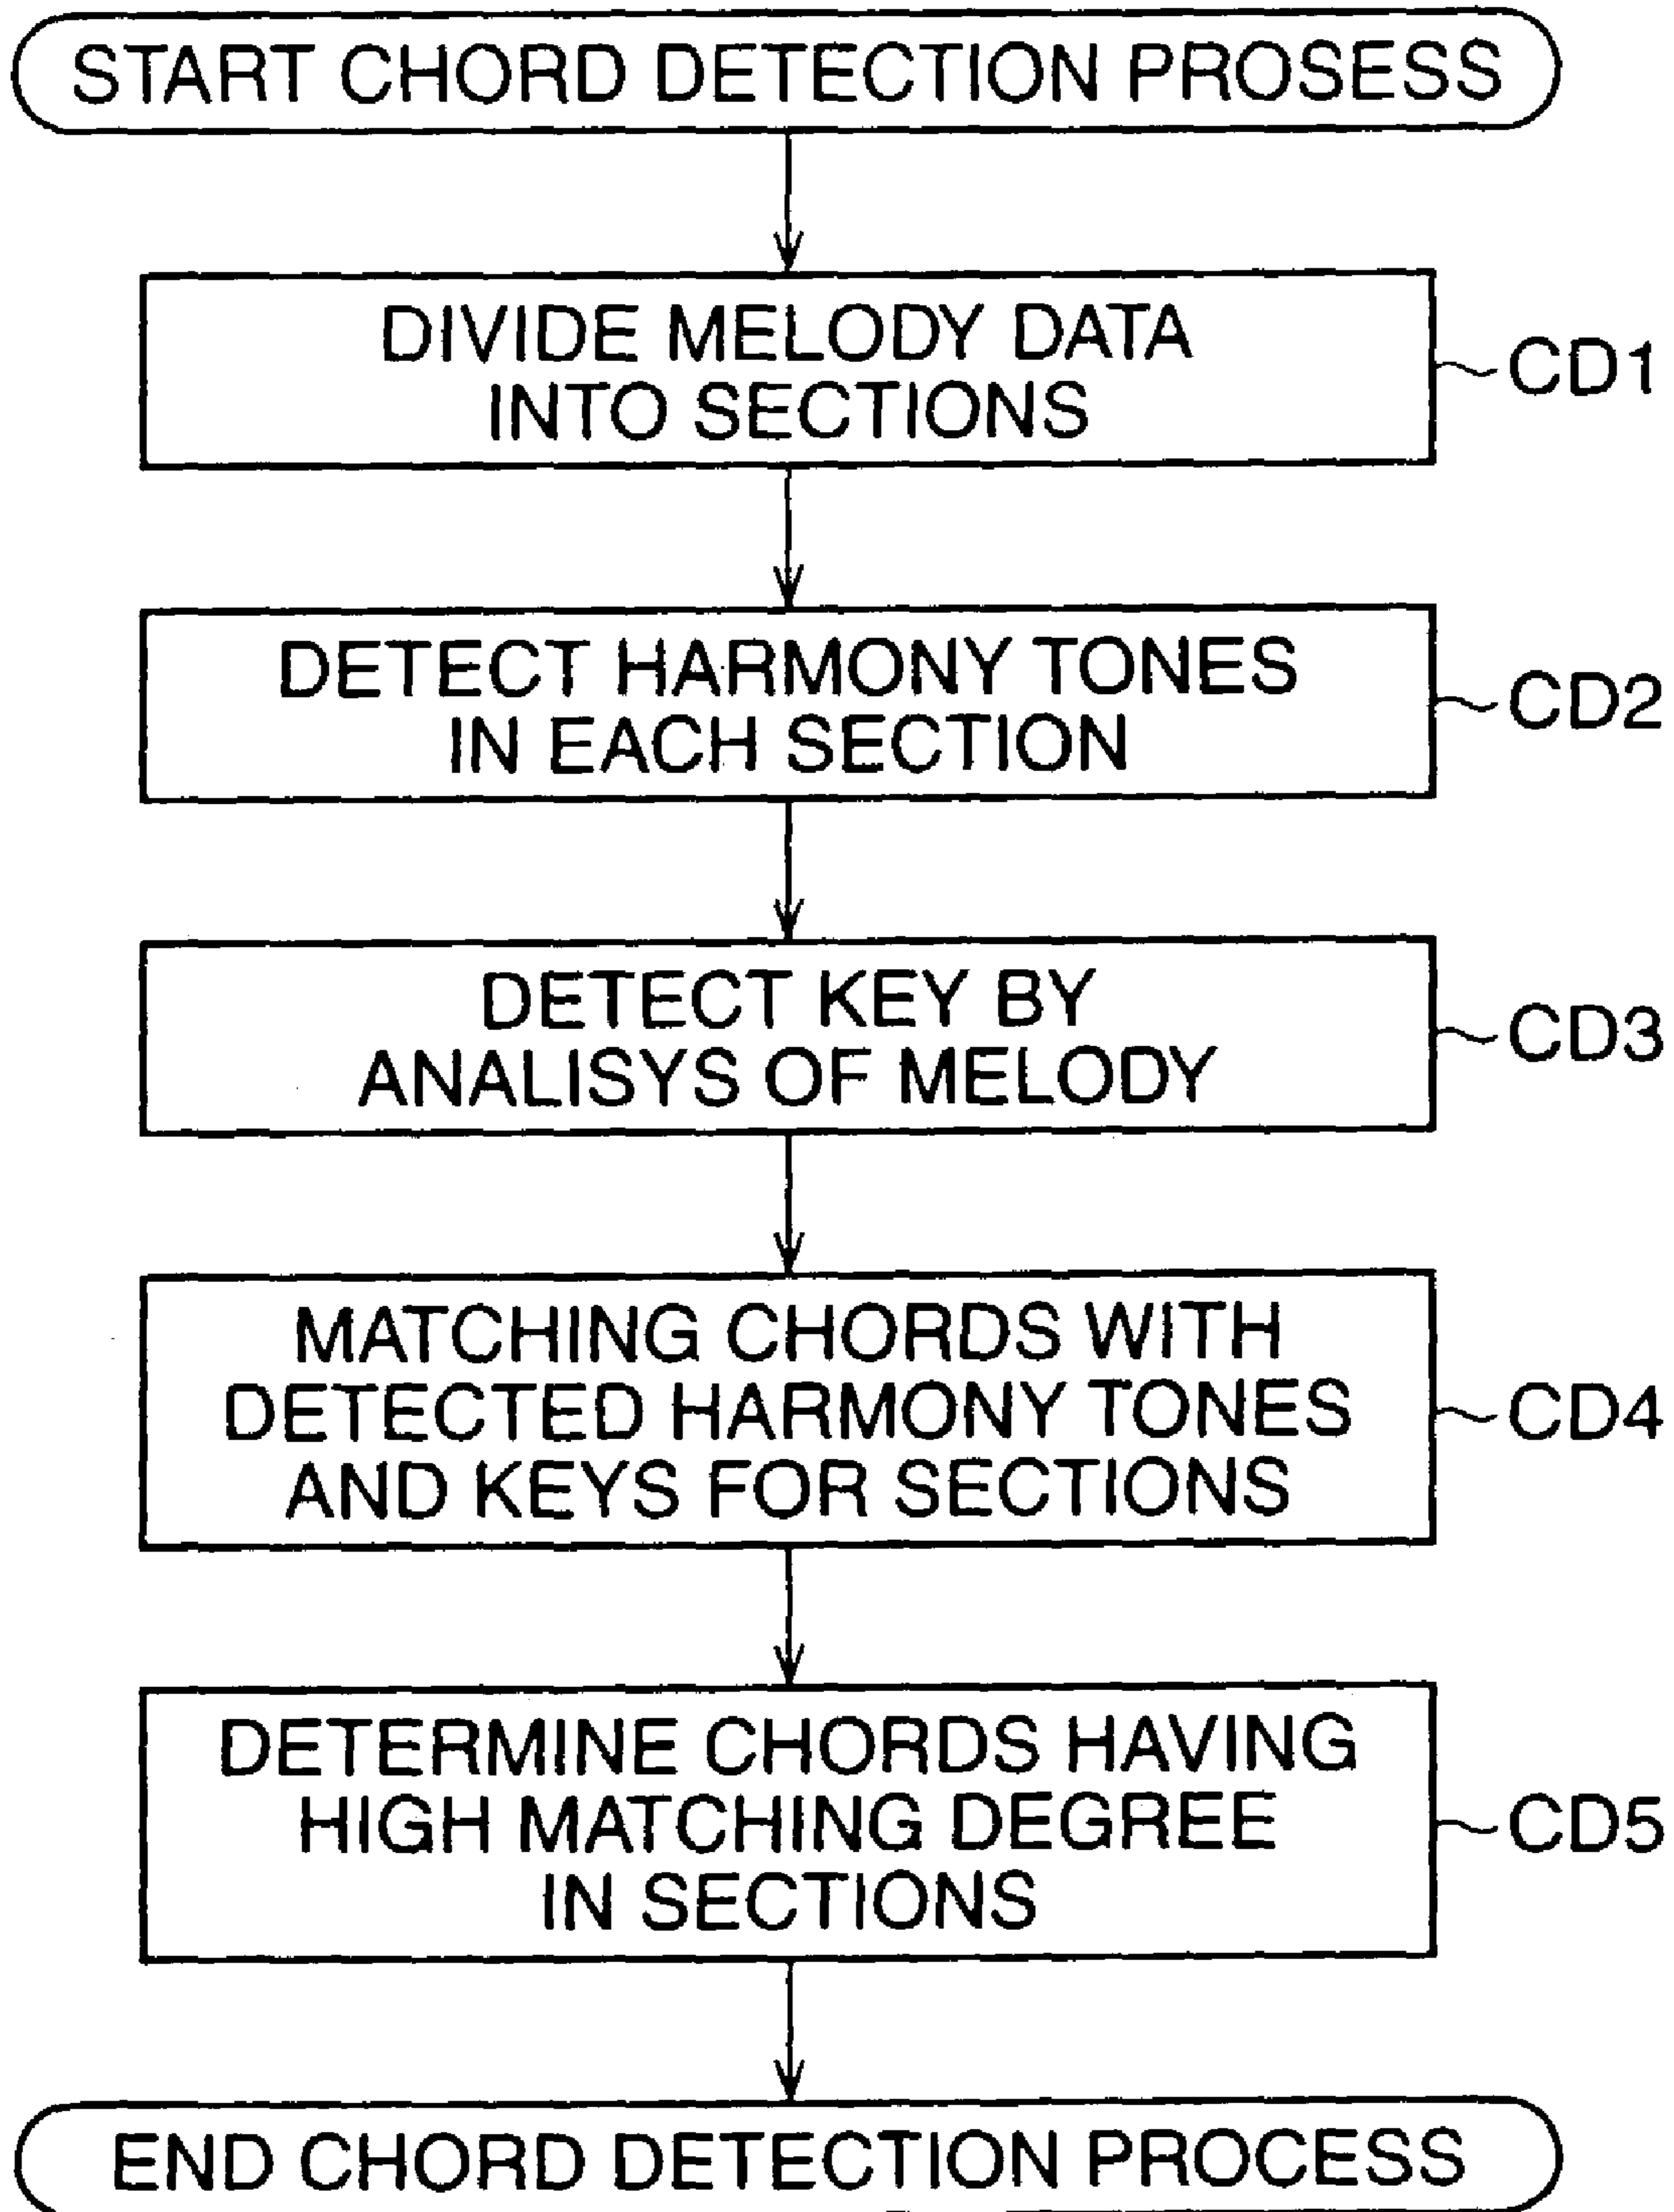 START CHORD DETECTION PROSESS
DIVIDE MELODY DATA
INTO SECTIONS
CD1
DETECT HARMONY TONES
IN EACH SECTION
CD2
DETECT KEY BY
ANALISYS OF MELODY
CD3
MATCHING CHORDS WITH
DETECTED HARMONY TONES
AND KEYS FOR SECTIONS
CD4
DETERMINE CHORDS HAVING
HIGH MATCHING DEGREE
IN SECTIONS
CD5
END CHORD DETECTION PROCESS